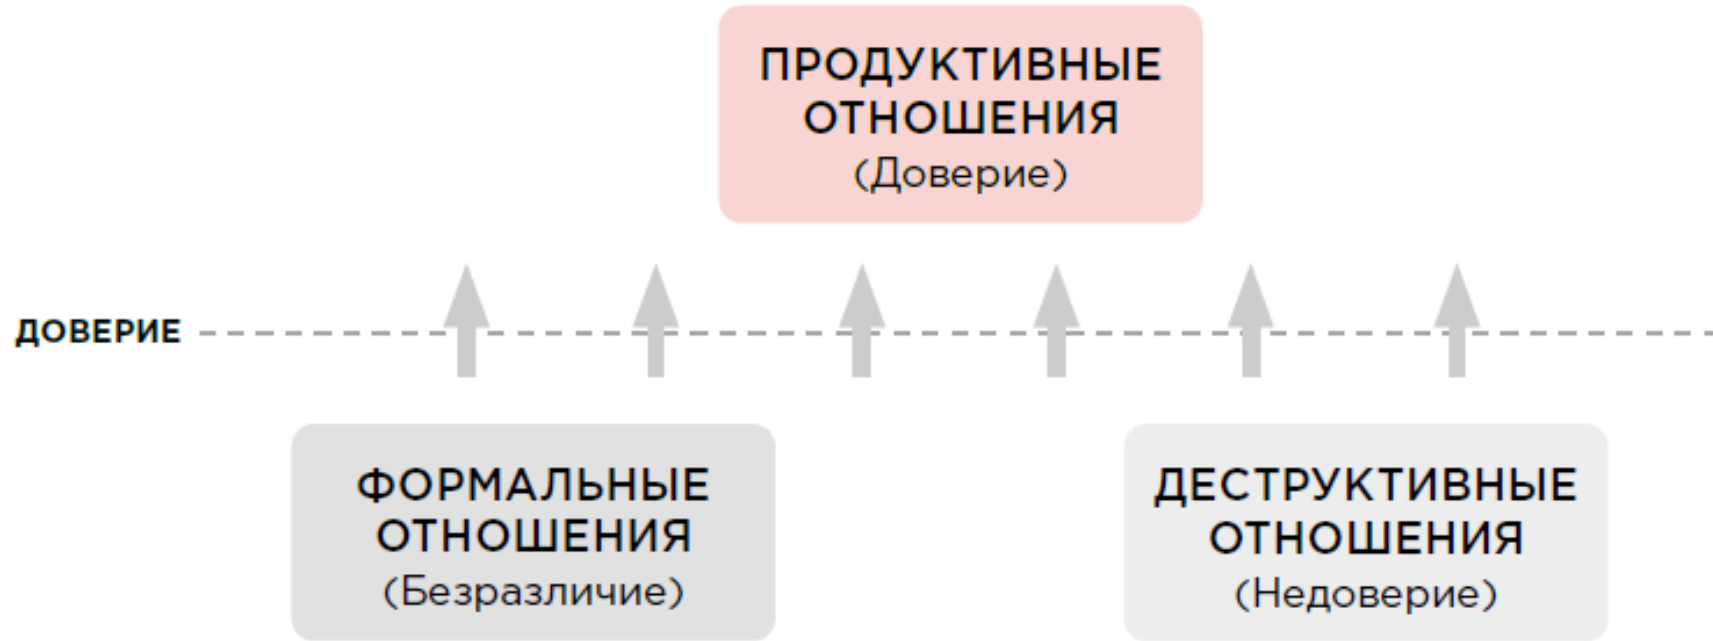 ПРОДУКТИВНЫЕ
ОТНОШЕНИЯ
(Доверие)
ДОВЕРИЕ
ФОРМАЛЬНЫЕ
ОТНОШЕНИЯ
(Безразличие)
ДЕСТРУКТИВНЫЕ
ОТНОШЕНИЯ
(Недоверие)